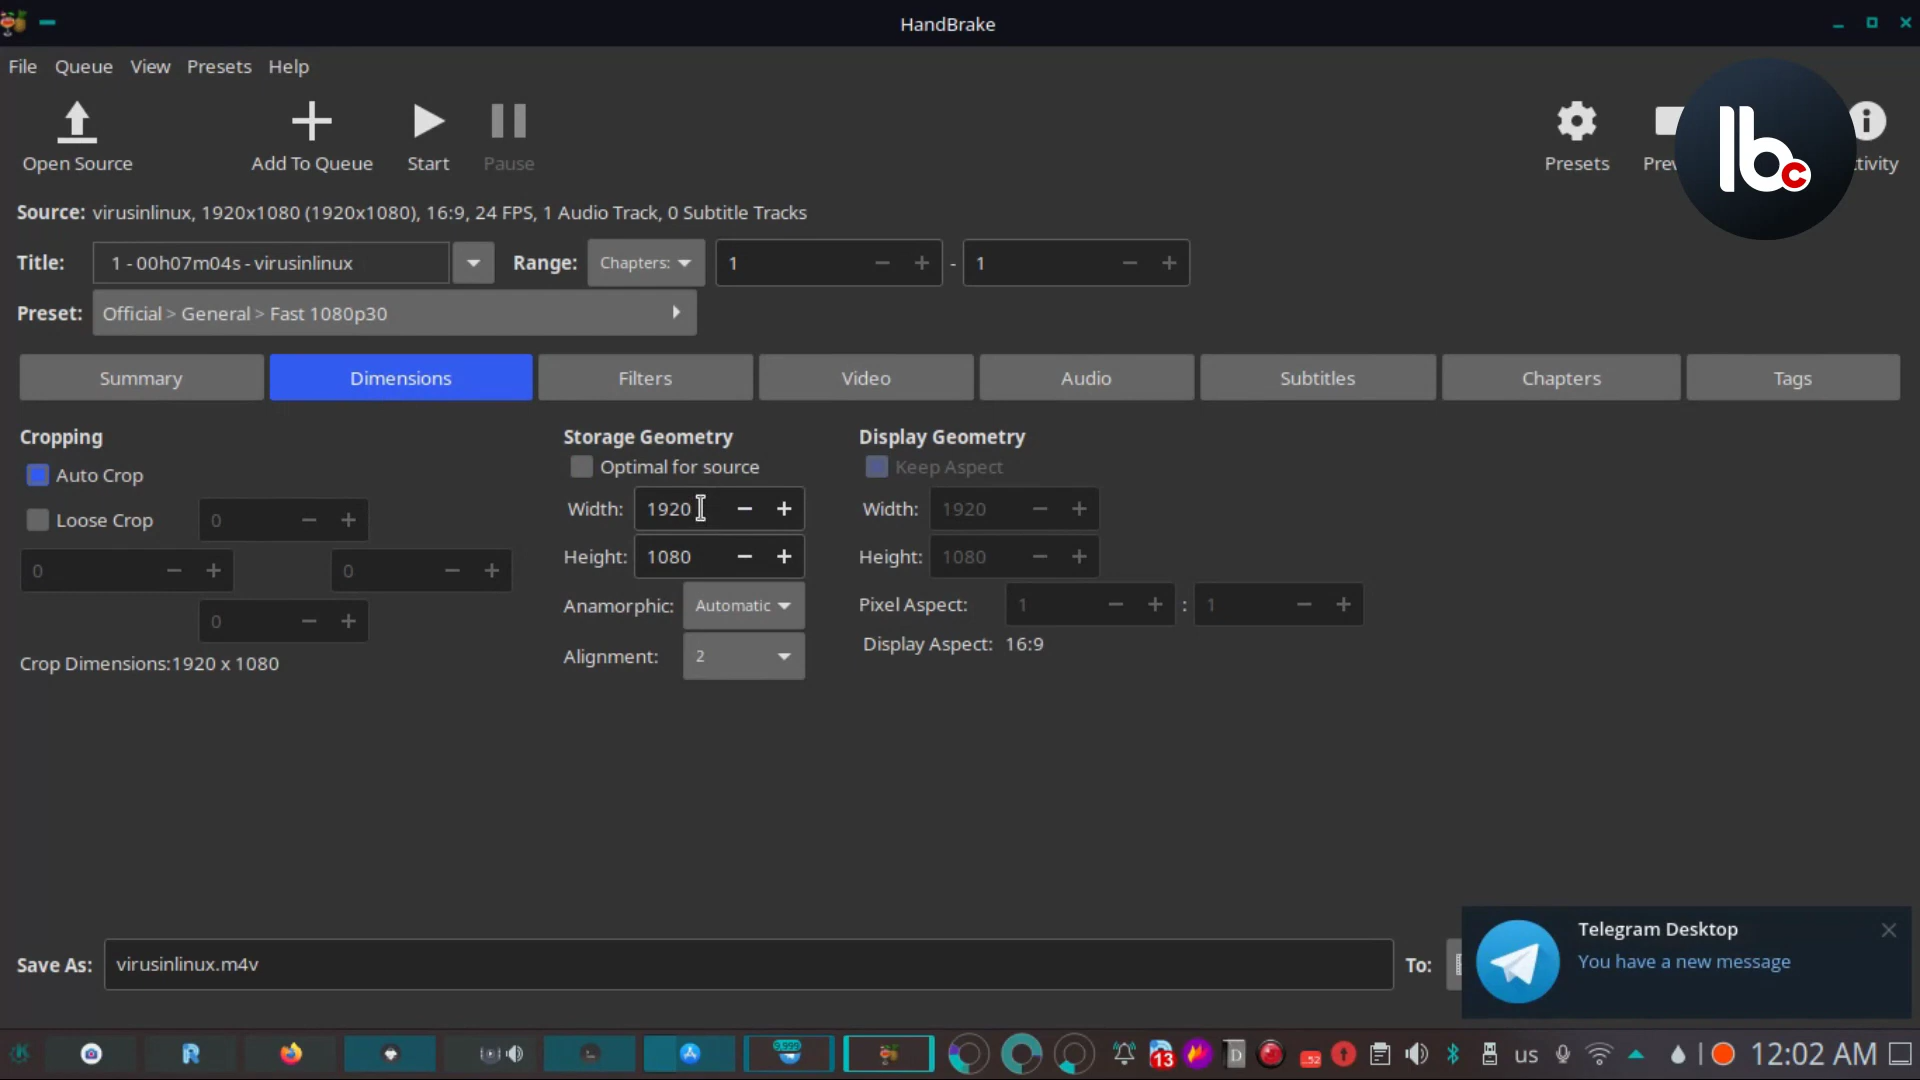 HandBrake
File Queue View Presets Help
Open Source Add To Queue Start Pause Presets
Source: virusinlinux, 1920x1080 (1920x1080), 16:9, 24 FPS, 1 Audio Track, 0 Subtitle Tracks
Title: 1 - 00h07m04s - virusinlinux Range: Chapters: 1 - 1
Preset: Official > General > Fast 1080p30
Summary Dimensions Filters Video Audio Subtitles Chapters Tags
Cropping Storage Geometry Display Geometry
Auto Crop Optimal for source Keep Aspect
Loose Crop 0 Width: 1920 Width: 1920
0 0 Height: 1080 Height: 1080
0 Anamorphic: Automatic Pixel Aspect: 1 : 1
Crop Dimensions:1920 x 1080 Alignment: 2 Display Aspect: 16:9
Telegram Desktop
You have a new message
Save As: virusinlinux.m4v To:
9,999 13 D 52 us 12:02 AM
lbc